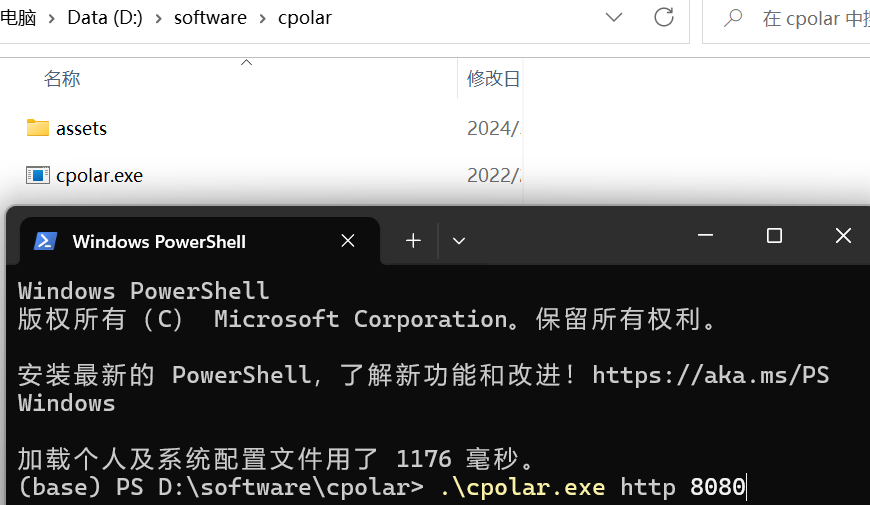 电脑 › Data (D:) › software › cpolar
在 cpolar 中
名称 修改日
assets 2024/
cpolar.exe 2022/
Windows PowerShell
Windows PowerShell
版权所有（C） Microsoft Corporation。保留所有权利。
安装最新的 PowerShell，了解新功能和改进！https://aka.ms/PS
Windows
加载个人及系统配置文件用了 1176 毫秒。
(base) PS D:\software\cpolar> .\cpolar.exe http 8080